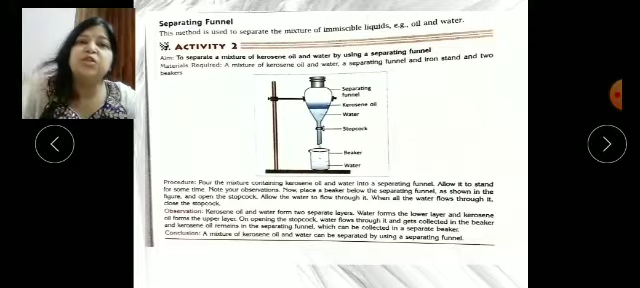 Separating Funnel
This method is used to separate the mixture of immiscible liquids, e.g., oil and water.
ACTIVITY 2
Aim: To separate a mixture of kerosene oil and water by using a separating funnel
Materials Required: A mixture of kerosene oil and water, a separating funnel and iron stand and two
beakers
Separating
funnel
Kerosene oil
Water
Stopcock
Beaker
Water
Procedure: Pour the mixture containing kerosene oil and water into a separating funnel. Allow it to stand
for some time. Note your observations. Now, place a beaker below the separating funnel, as shown in the
figure, and open the stopcock. Allow the water to flow through it. When all the water flows through it,
close the stopcock.
Observation: Kerosene oil and water form two separate layers. Water forms the lower layer and kerosene
oil forms the upper layer. On opening the stopcock, water flows through it and gets collected in the beaker
and kerosene oil remains in the separating funnel, which can be collected in a separate beaker.
Conclusion: A mixture of kerosene oil and water can be separated by using a separating funnel.